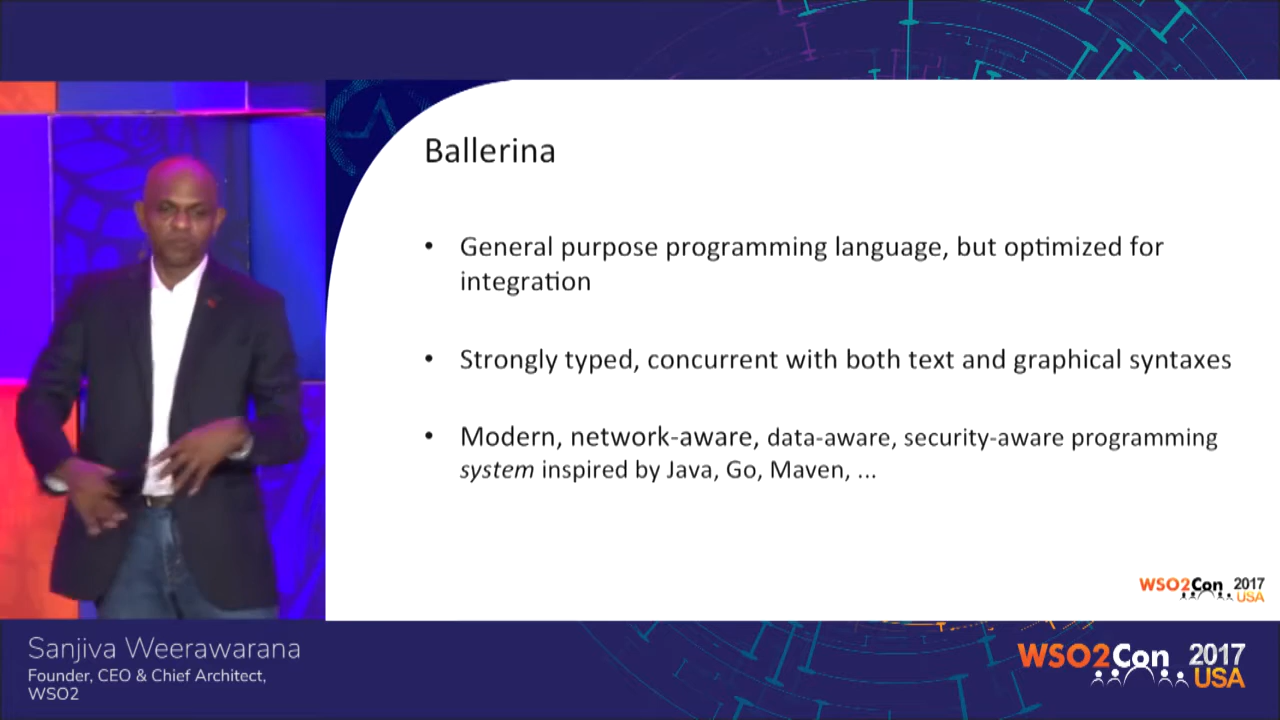 Ballerina
• General purpose programming language, but optimized for
integration
• Strongly typed, concurrent with both text and graphical syntaxes
• Modern, network-aware, data-aware, security-aware programming
system inspired by Java, Go, Maven, ...
WSO2Con 2017
USA
Sanjiva Weerawarana
Founder, CEO & Chief Architect,
WSO2
WSO2Con 2017
USA